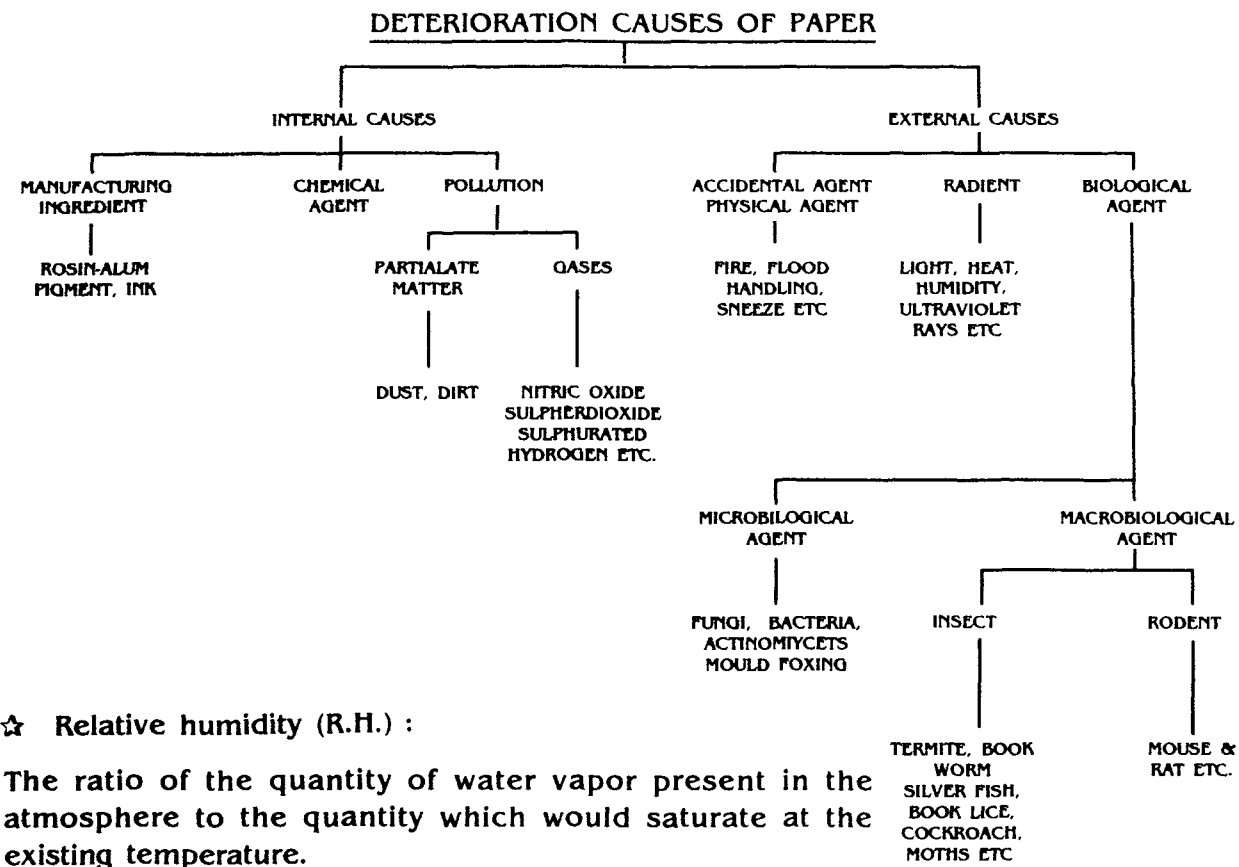 DETERIORATION CAUSES OF PAPER
INTERNAL CAUSES
EXTERNAL CAUSES
MANUFACTURING
INGREDIENT
CHEMICAL
AGENT
POLLUTION
ACCIDENTAL AGENT
PHYSICAL AGENT
RADIENT
BIOLOGICAL
AGENT
ROSIN-ALUM
PIGMENT, INK
PARTIALATE
MATTER
GASES
FIRE, FLOOD
HANDLING,
SNEEZE ETC
LIGHT, HEAT,
HUMIDITY,
ULTRAVIOLET
RAYS ETC
DUST, DIRT
NITRIC OXIDE
SULPHERDIOXIDE
SULPHURATED
HYDROGEN ETC.
MICROBILOGICAL
AGENT
MACROBIOLOGICAL
AGENT
FUNGI, BACTERIA,
ACTINOMIYCETS
MOULD FOXING
INSECT
RODENT
TERMITE, BOOK
WORM
SILVER FISH,
BOOK LICE,
COCKROACH,
MOTHS ETC
MOUSE &
RAT ETC.
☆ Relative humidity (R.H.) :
The ratio of the quantity of water vapor present in the
atmosphere to the quantity which would saturate at the
existing temperature.